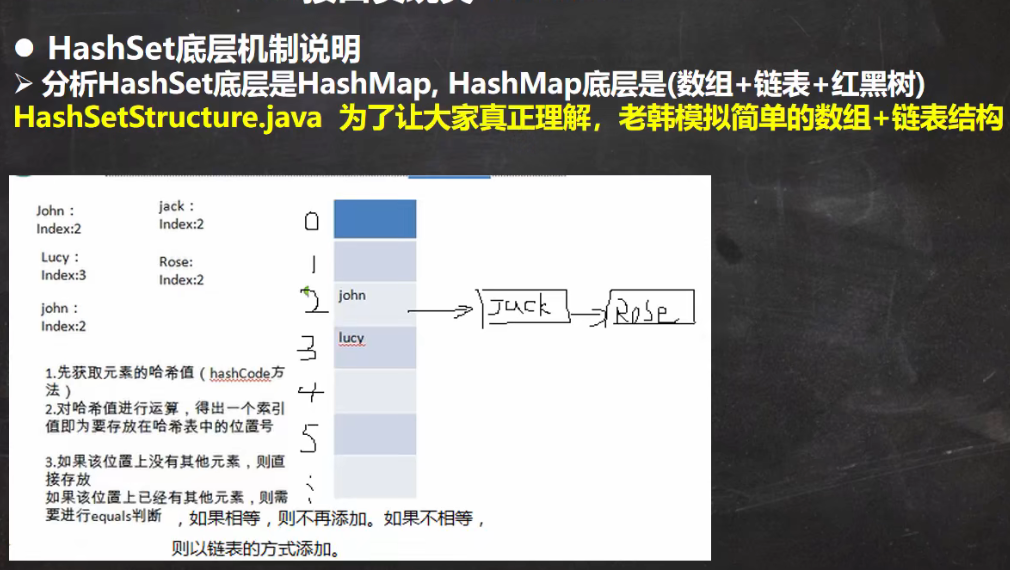 ● HashSet底层机制说明
➢ 分析HashSet底层是HashMap, HashMap底层是(数组+链表+红黑树)
HashSetStructure.java 为了让大家真正理解，老韩模拟简单的数组+链表结构
John：
Index:2
jack：
Index:2
Lucy：
Index:3
Rose:
Index:2
john：
Index:2
0
1
2
3
4
5
john
Jack
Rose
lucy
1.先获取元素的哈希值（hashCode方
法）
2.对哈希值进行运算，得出一个索引
值即为要存放在哈希表中的位置号
3.如果该位置上没有其他元素，则直
接存放
如果该位置上已经有其他元素，则需
要进行equals判断 ，如果相等，则不再添加。如果不相等，
则以链表的方式添加。